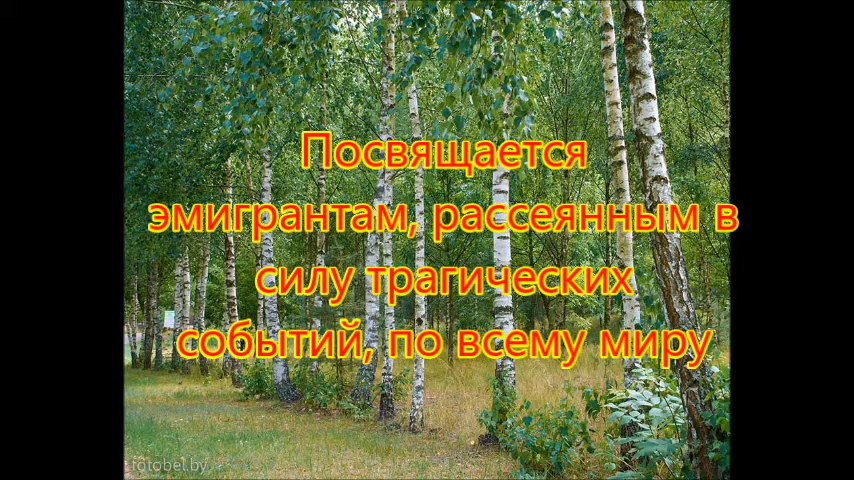 Посвящается
эмигрантам, рассеянным в
силу трагических
событий, по всему миру
fotobel.by